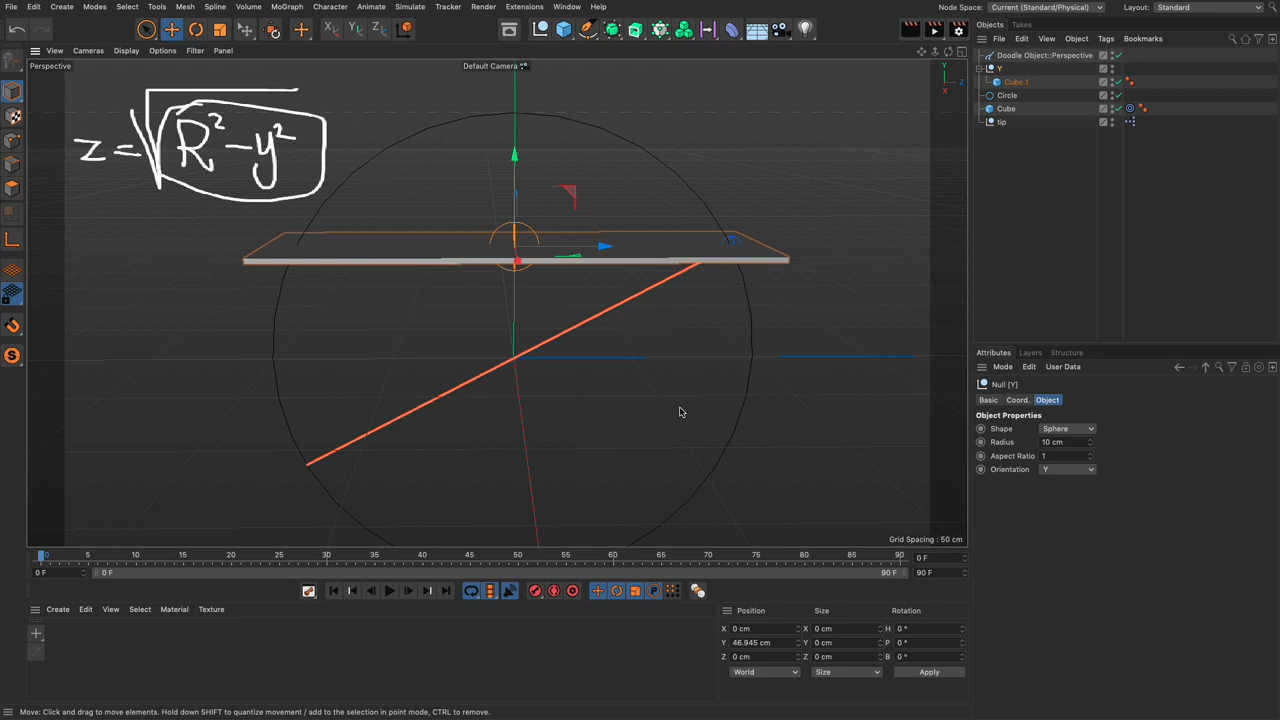 File Edit Create Modes Select Tools Mesh Spline Volume MoGraph Character Animate Simulate Tracker Render Extensions Window Help Node Space: Current (Standard/Physical) Layout: Standard
View Cameras Display Options Filter Panel
Perspective
Default Camera
Y
Z
X
z = √R² − y²
Grid Spacing : 50 cm
0 5 10 15 20 25 30 35 40 45 50 55 60 65 70 75 80 85 90
0 F
0 F 0 F 90 F 90 F
Create Edit View Select Material Texture
Position Size Rotation
X 0 cm X 0 cm H 0 °
Y 46.945 cm Y 0 cm P 0 °
Z 0 cm Z 0 cm B 0 °
World Size Apply
Move: Click and drag to move elements. Hold down SHIFT to quantize movement / add to the selection in point mode, CTRL to remove.
Objects Takes
File Edit View Object Tags Bookmarks
Doodle Object::Perspective
Y
Cube.1
Circle
Cube
tip
Attributes Layers Structure
Mode Edit User Data
Null [Y]
Basic Coord. Object
Object Properties
Shape Sphere
Radius 10 cm
Aspect Ratio 1
Orientation Y